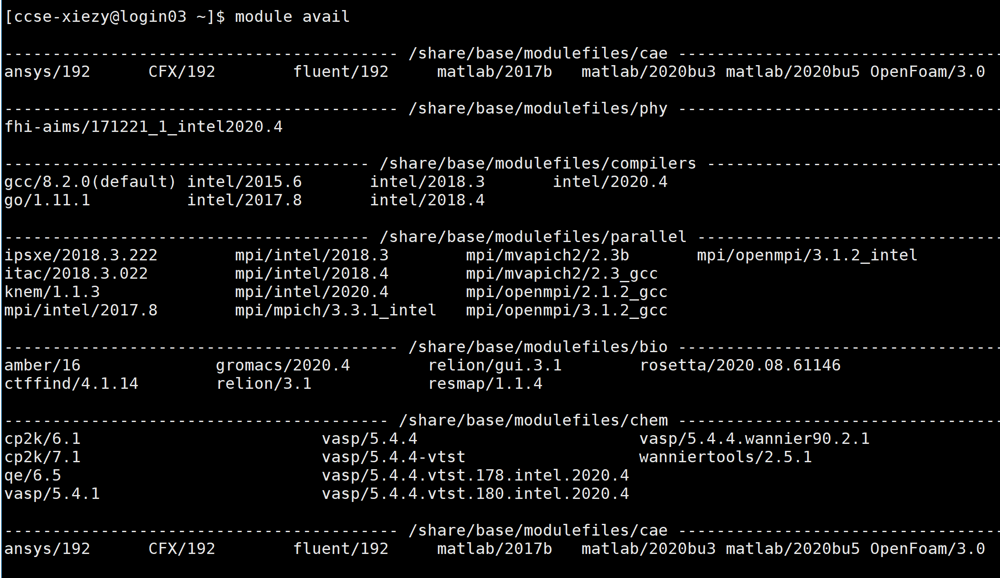 [ccse-xiezy@login03 ~]$ module avail
----------------------------------------- /share/base/modulefiles/cae ----------------------------------
ansys/192      CFX/192        fluent/192     matlab/2017b   matlab/2020bu3 matlab/2020bu5 OpenFoam/3.0
----------------------------------------- /share/base/modulefiles/phy ----------------------------------
fhi-aims/171221_1_intel2020.4
-------------------------------------- /share/base/modulefiles/compilers -------------------------------
gcc/8.2.0(default) intel/2015.6       intel/2018.3       intel/2020.4
go/1.11.1          intel/2017.8       intel/2018.4
-------------------------------------- /share/base/modulefiles/parallel --------------------------------
ipsxe/2018.3.222        mpi/intel/2018.3        mpi/mvapich2/2.3b       mpi/openmpi/3.1.2_intel
itac/2018.3.022         mpi/intel/2018.4        mpi/mvapich2/2.3_gcc
knem/1.1.3              mpi/intel/2020.4        mpi/openmpi/2.1.2_gcc
mpi/intel/2017.8        mpi/mpich/3.3.1_intel   mpi/openmpi/3.1.2_gcc
----------------------------------------- /share/base/modulefiles/bio ----------------------------------
amber/16              gromacs/2020.4        relion/gui.3.1        rosetta/2020.08.61146
ctffind/4.1.14        relion/3.1            resmap/1.1.4
---------------------------------------- /share/base/modulefiles/chem ----------------------------------
cp2k/6.1                         vasp/5.4.4                       vasp/5.4.4.wannier90.2.1
cp2k/7.1                         vasp/5.4.4-vtst                  wanniertools/2.5.1
qe/6.5                           vasp/5.4.4.vtst.178.intel.2020.4
vasp/5.4.1                       vasp/5.4.4.vtst.180.intel.2020.4
----------------------------------------- /share/base/modulefiles/cae ----------------------------------
ansys/192      CFX/192        fluent/192     matlab/2017b   matlab/2020bu3 matlab/2020bu5 OpenFoam/3.0